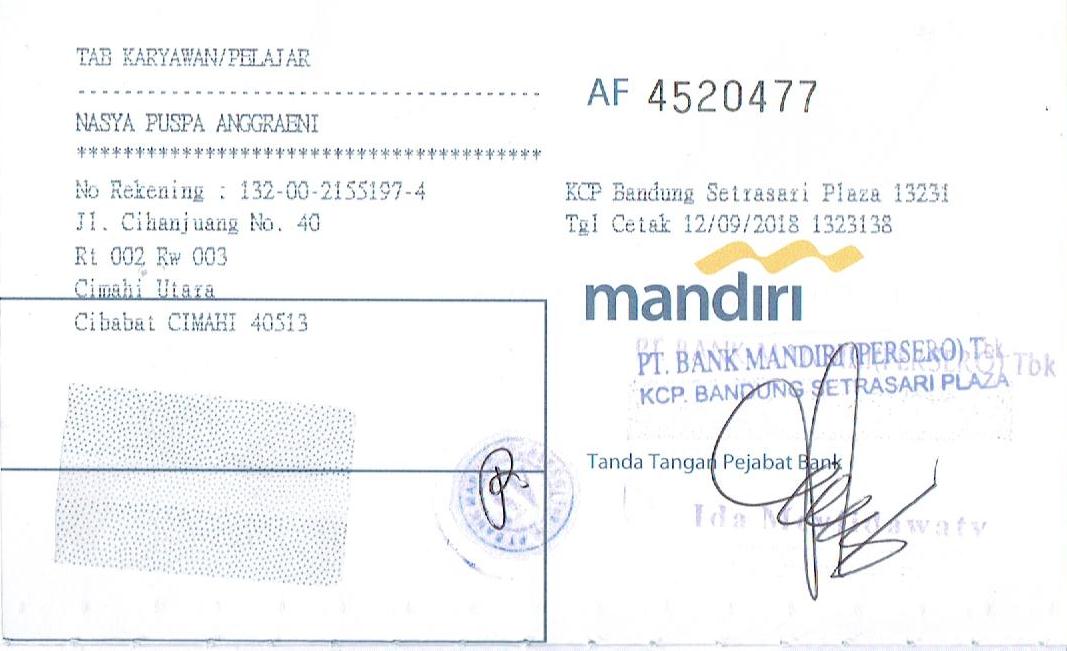 TAB KARYAWAN/PELAJAR
----------------------------------------
NASYA PUSPA ANGGRAENI
****************************************
No Rekening : 132-00-2155197-4
Jl. Cihanjuang No. 40
Rt 002 Rw 003
Cimahi Utara
Cibabat CIMAHI 40513
AF 4520477
KCP Bandung Setrasari Plaza 13231
Tgl Cetak 12/09/2018 1323138
mandiri
PT. BANK MANDIRI (PERSERO) Tbk
KCP. BANDUNG SETRASARI PLAZA
Tanda Tangan Pejabat Bank
Ida